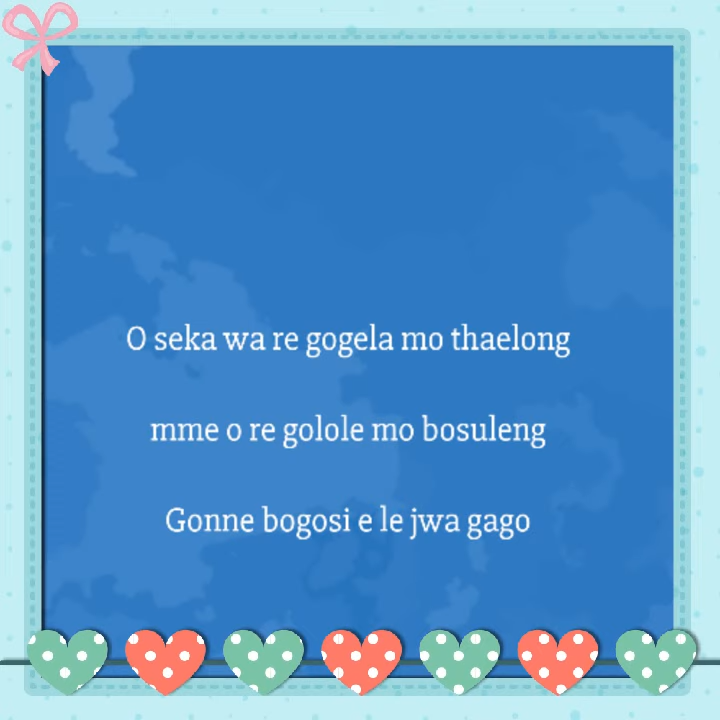 O seka wa re gogela mo thaelong
mme o re golole mo bosuleng
Gonne bogosi e le jwa gago